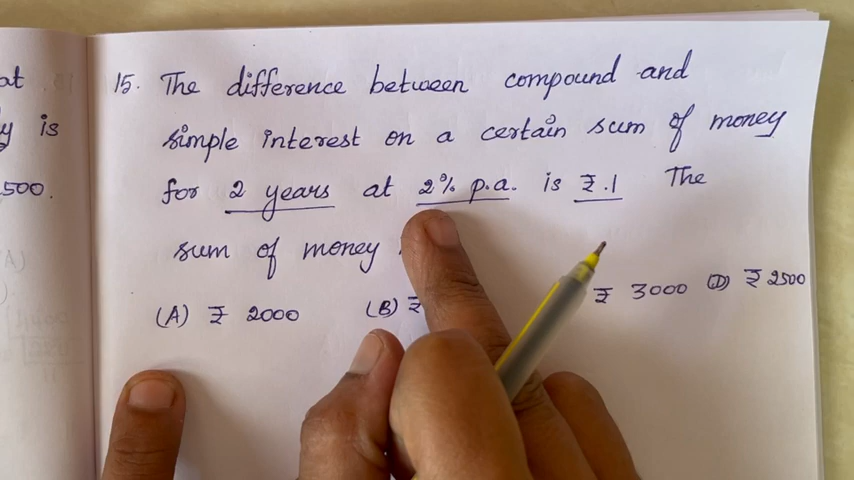 at
y is
500.
15. The difference between compound and
simple interest on a certain sum of money
for 2 years at 2% p.a. is ₹.1 The
sum of money
(A) ₹ 2000 (B) ₹ ₹ 3000 (D) ₹ 2500